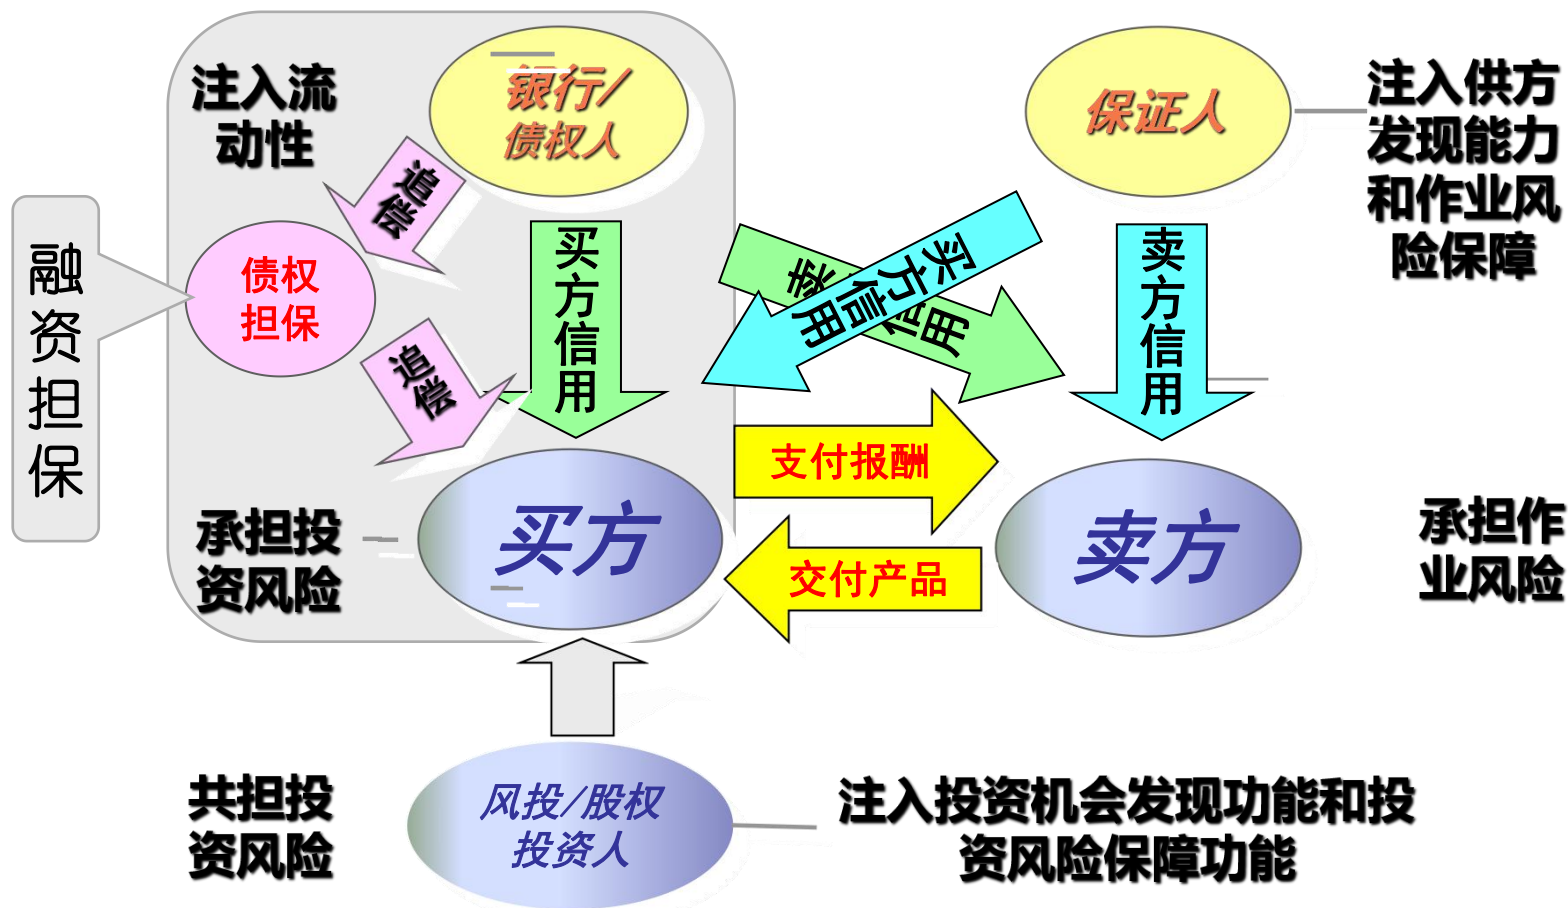 注入流
动性
银行/
债权人
保证人
注入供方
发现能力
和作业风
险保障
追偿
融资担保
债权
担保
买方信用
卖 信用
买方信用
卖方信用
追偿
支付报酬
承担投
资风险
买方
卖方
承担作
业风险
交付产品
共担投
资风险
风投/股权
投资人
注入投资机会发现功能和投
资风险保障功能